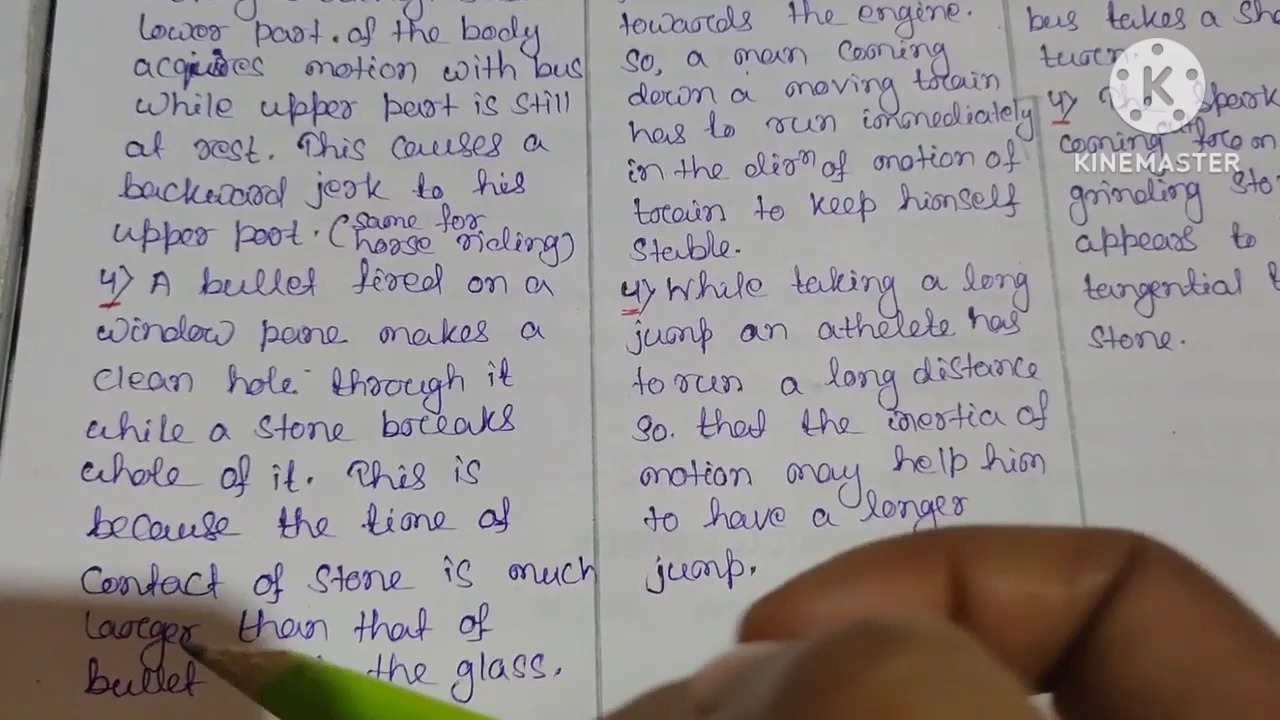 lower part. of the body
acquires motion with bus
while upper part is still
at rest. This causes a
backward jerk to his
upper part. (same for horse riding)
4) A bullet fired on a
window pane makes a
clean hole through it
while a stone breaks
whole of it. This is
because the time of
contact of stone is much
larger than that of
bullet the glass.
towards the engine.
So, a man coming
down a moving train
has to run immediately
in the dirⁿ of motion of
train to keep himself
stable.
4) While taking a long
jump an athelete has
to run a long distance
so. that the inertia of
motion may help him
to have a longer
jump.
bus takes a
4) spark
coming
grinding
appears to
tangential
stone.
KINEMASTER